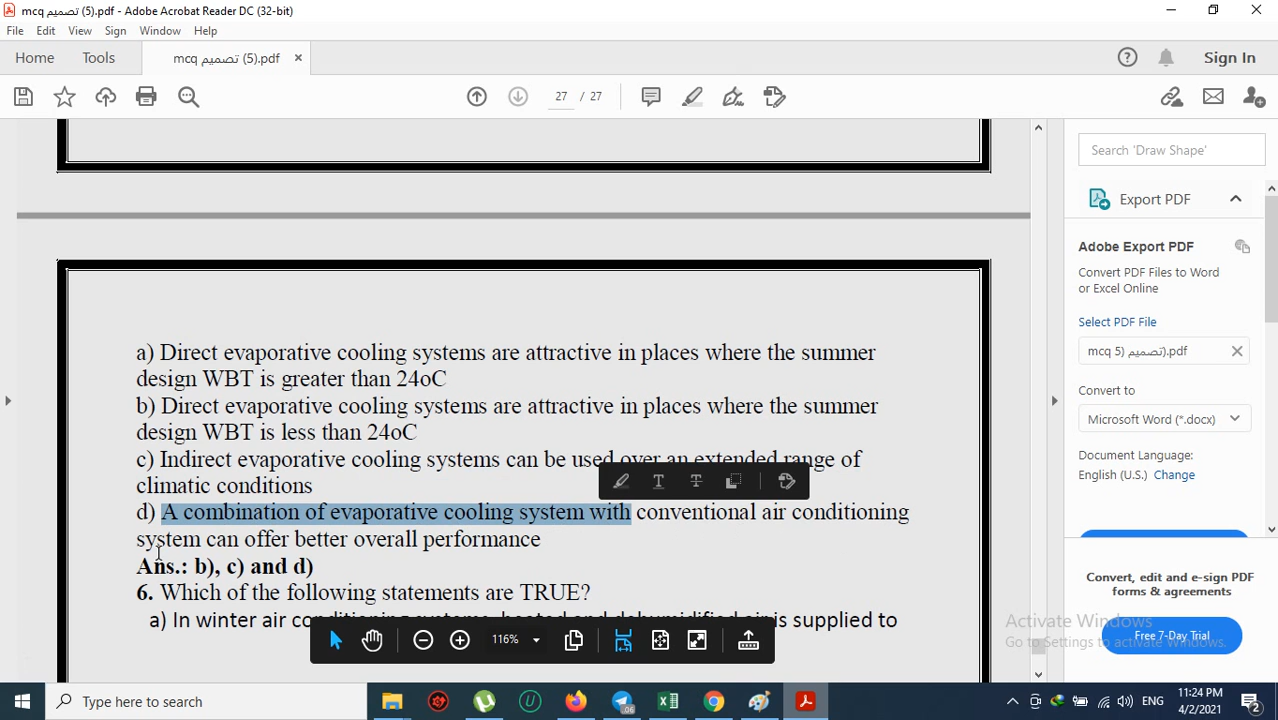 mcq تصميم (5).pdf - Adobe Acrobat Reader DC (32-bit)
File Edit View Sign Window Help
Home Tools mcq تصميم (5).pdf × Sign In
27 / 27
Search 'Draw Shape'
Export PDF
Adobe Export PDF
Convert PDF Files to Word
or Excel Online
Select PDF File
mcq تصميم (5).pdf
Convert to
Microsoft Word (*.docx)
Document Language:
English (U.S.) Change
Convert, edit and e-sign PDF
forms & agreements
Free 7-Day Trial
a) Direct evaporative cooling systems are attractive in places where the summer
design WBT is greater than 24oC
b) Direct evaporative cooling systems are attractive in places where the summer
design WBT is less than 24oC
c) Indirect evaporative cooling systems can be used over an extended range of
climatic conditions
d) A combination of evaporative cooling system with conventional air conditioning
system can offer better overall performance
Ans.: b), c) and d)
6. Which of the following statements are TRUE?
a) In winter air conditioning systems, heated and dehumidified air is supplied to
116%
Activate Windows
Go to Settings to activate Windows.
Type here to search
06
ENG
11:24 PM
4/2/2021
2